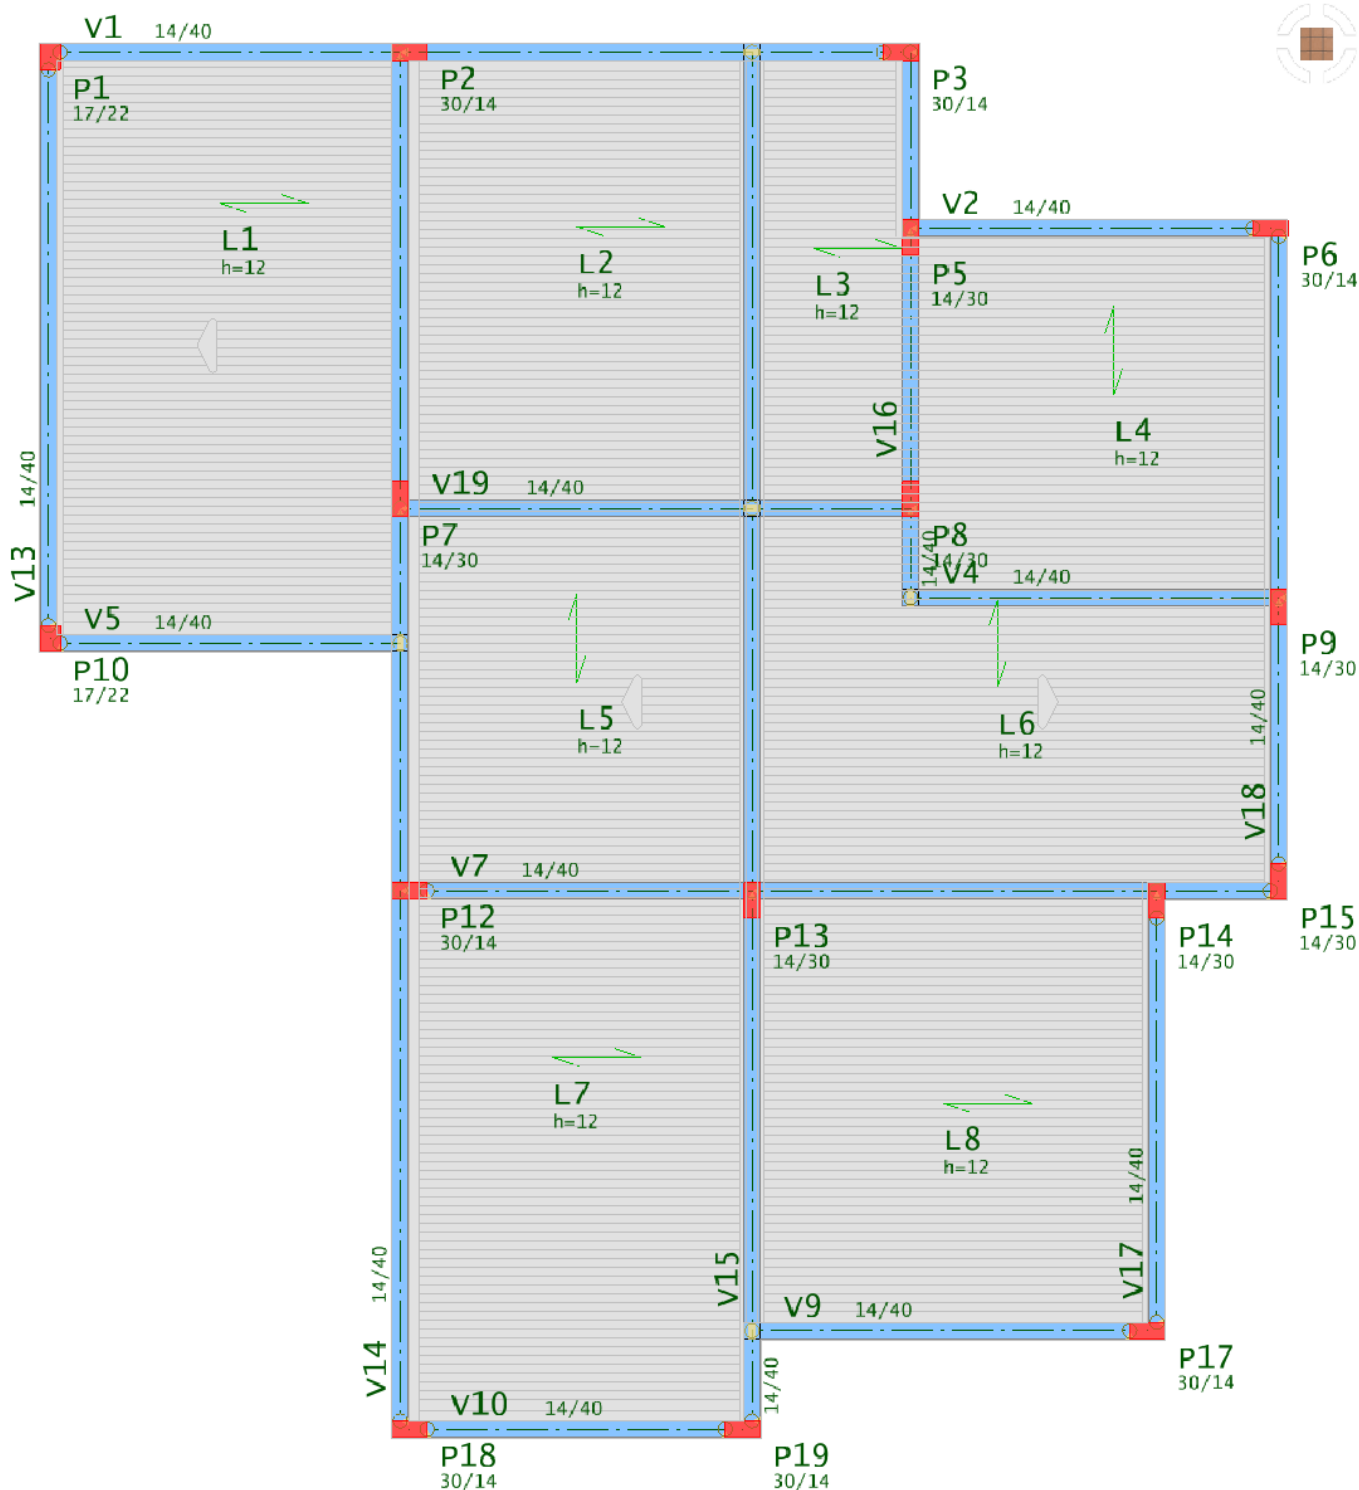 V1 14/40
P1
17/22
P2
30/14
P3
30/14
V2 14/40
P6
30/14
L1
h=12
L2
h=12
L3
h=12
P5
14/30
V16
L4
h=12
14/40
V19 14/40
P7
14/30
P8
14/30
14/40
V4 14/40
V13
V5 14/40
P10
17/22
P9
14/30
L5
h=12
L6
h=12
14/40
V18
V7 14/40
P12
30/14
P13
14/30
P14
14/30
P15
14/30
L7
h=12
L8
h=12
14/40
V17
14/40
V15
V9 14/40
V14
14/40
P17
30/14
V10 14/40
P18
30/14
P19
30/14